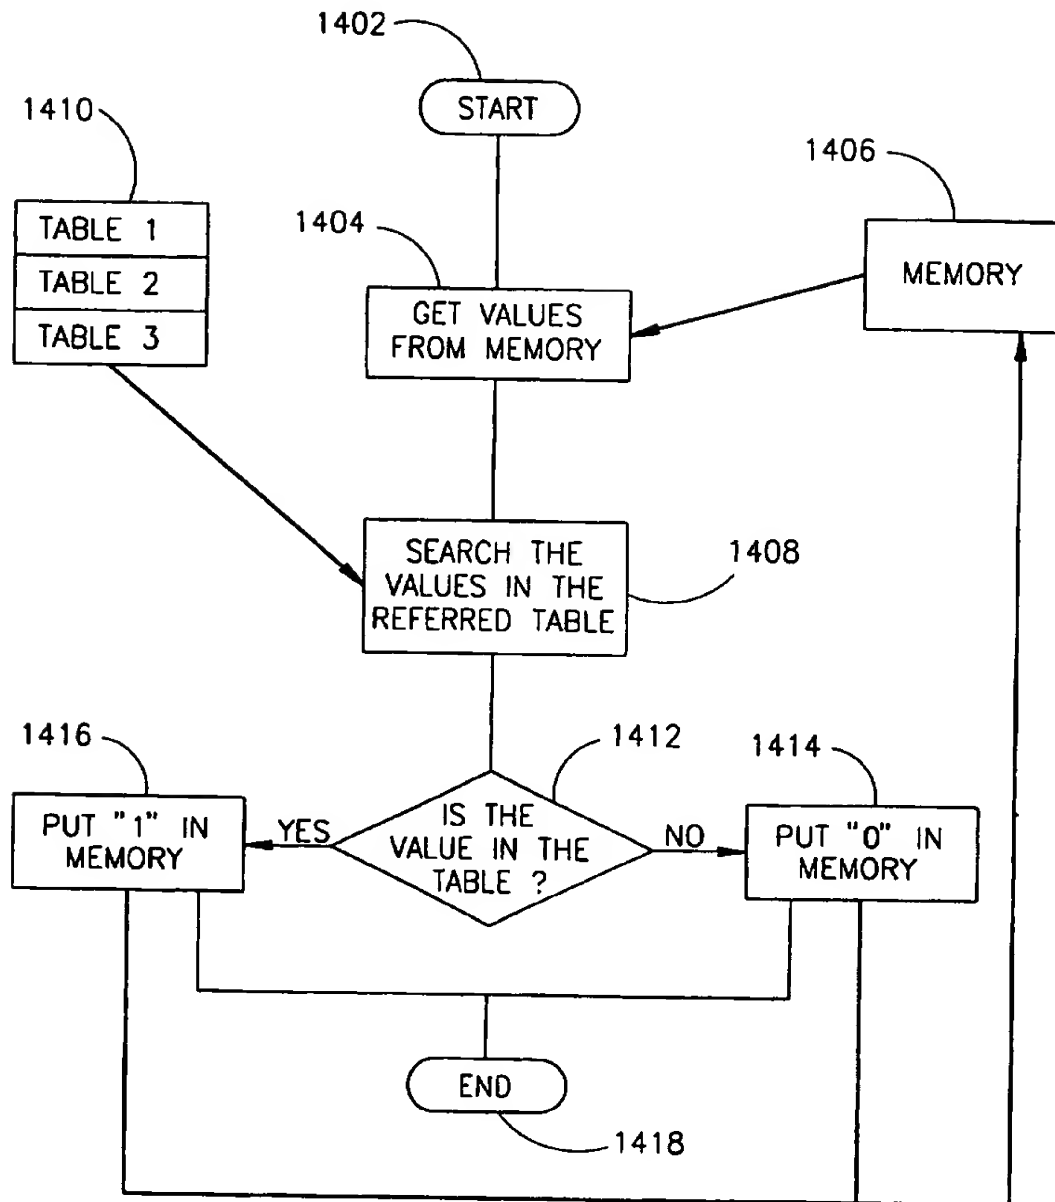 1402
START
1410
1406
TABLE 1
TABLE 2
TABLE 3
1404
GET VALUES
FROM MEMORY
MEMORY
SEARCH THE
VALUES IN THE
REFERRED TABLE
1408
1416
1412
1414
PUT "1" IN
MEMORY
YES
IS THE
VALUE IN THE
TABLE ?
NO
PUT "0" IN
MEMORY
END
1418